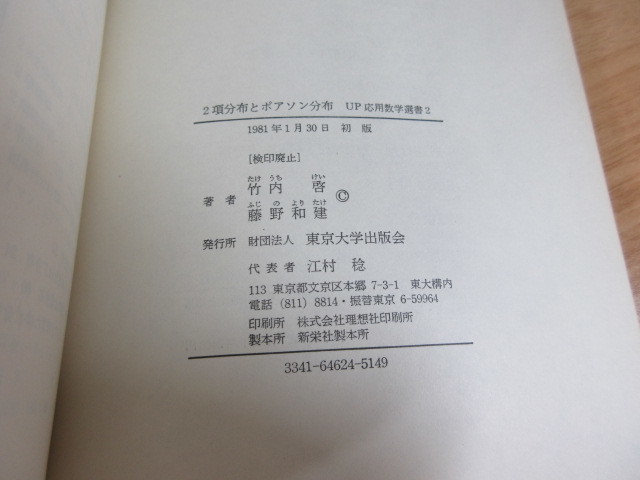 2項分布とポアソン分布 UP応用数学選書2
1981年1月30日 初版
[検印廃止]
たけ うち けい
著者 竹内 啓 ©
ふじ の より たけ
藤野和建
発行所 財団法人 東京大学出版会
代表者 江村 稔
113 東京都文京区本郷 7-3-1 東大構内
電話 (811) 8814・振替東京 6-59964
印刷所 株式会社理想社印刷所
製本所 新栄社製本所
3341-64624-5149